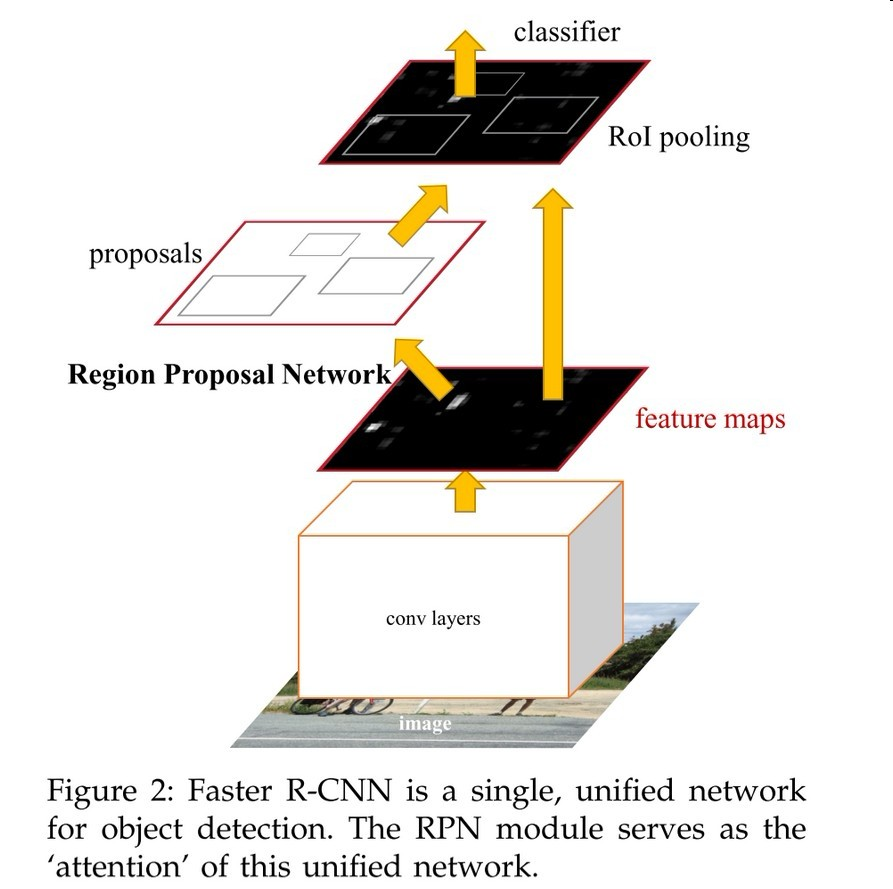 classifier
RoI pooling
proposals
Region Proposal Network
feature maps
conv layers
image
Figure 2: Faster R-CNN is a single, unified network
for object detection. The RPN module serves as the
‘attention’ of this unified network.